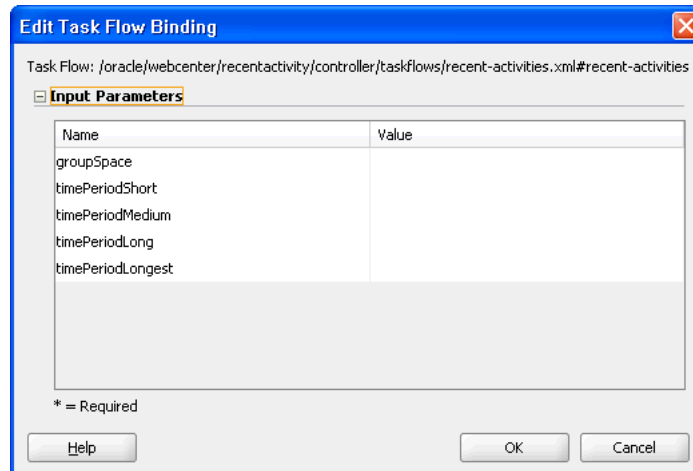 Edit Task Flow Binding
Task Flow: /oracle/webcenter/recentactivity/controller/taskflows/recent-activities.xml#recent-activities
Input Parameters
Name Value
groupSpace
timePeriodShort
timePeriodMedium
timePeriodLong
timePeriodLongest
* = Required
Help OK Cancel